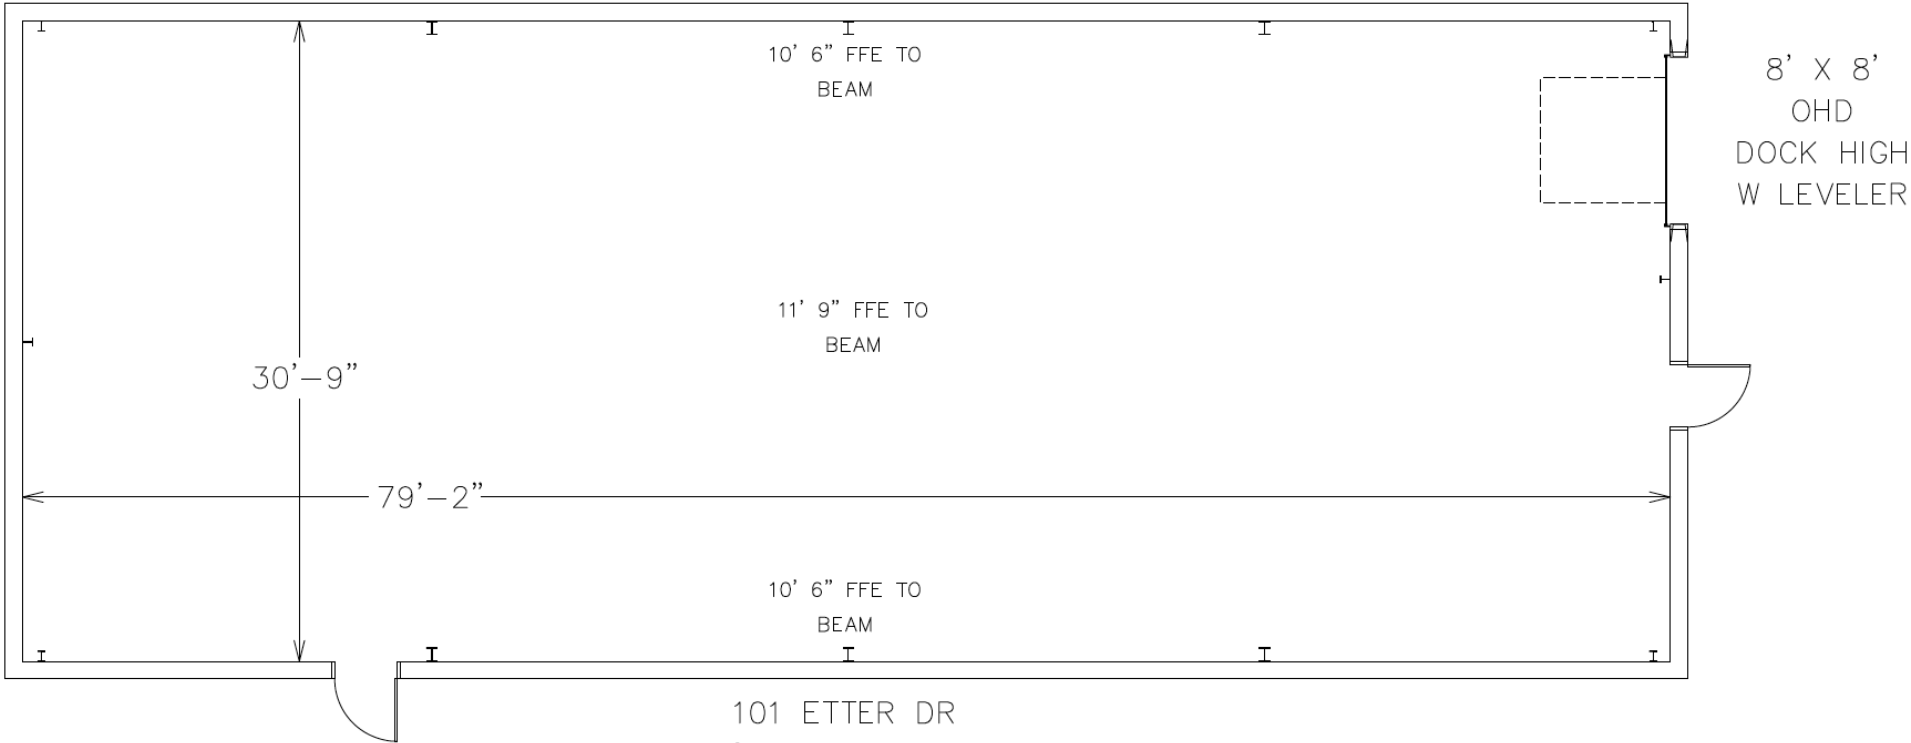 10' 6" FFE TO
BEAM
8' X 8'
OHD
DOCK HIGH
W LEVELER
11' 9" FFE TO
BEAM
30'-9"
79'-2"
10' 6" FFE TO
BEAM
101 ETTER DR